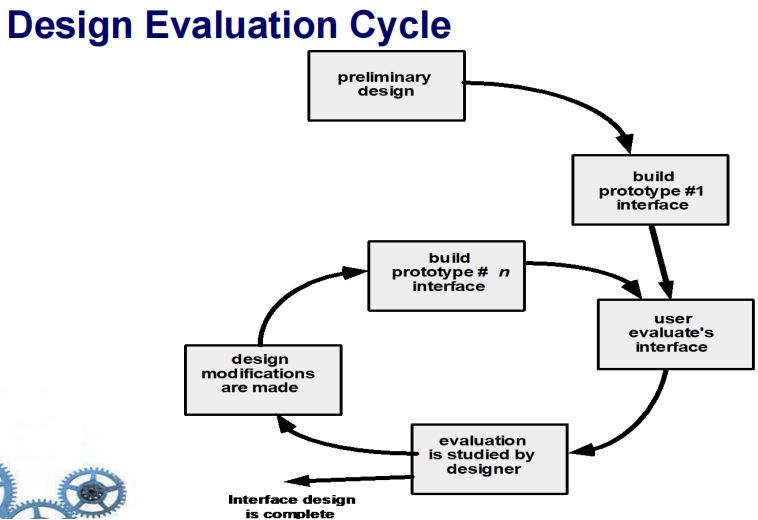 Design Evaluation Cycle
preliminary
design
build
prototype #1
interface
build
prototype # n
interface
user
evaluate's
interface
design
modifications
are made
evaluation
is studied by
designer
Interface design
is complete